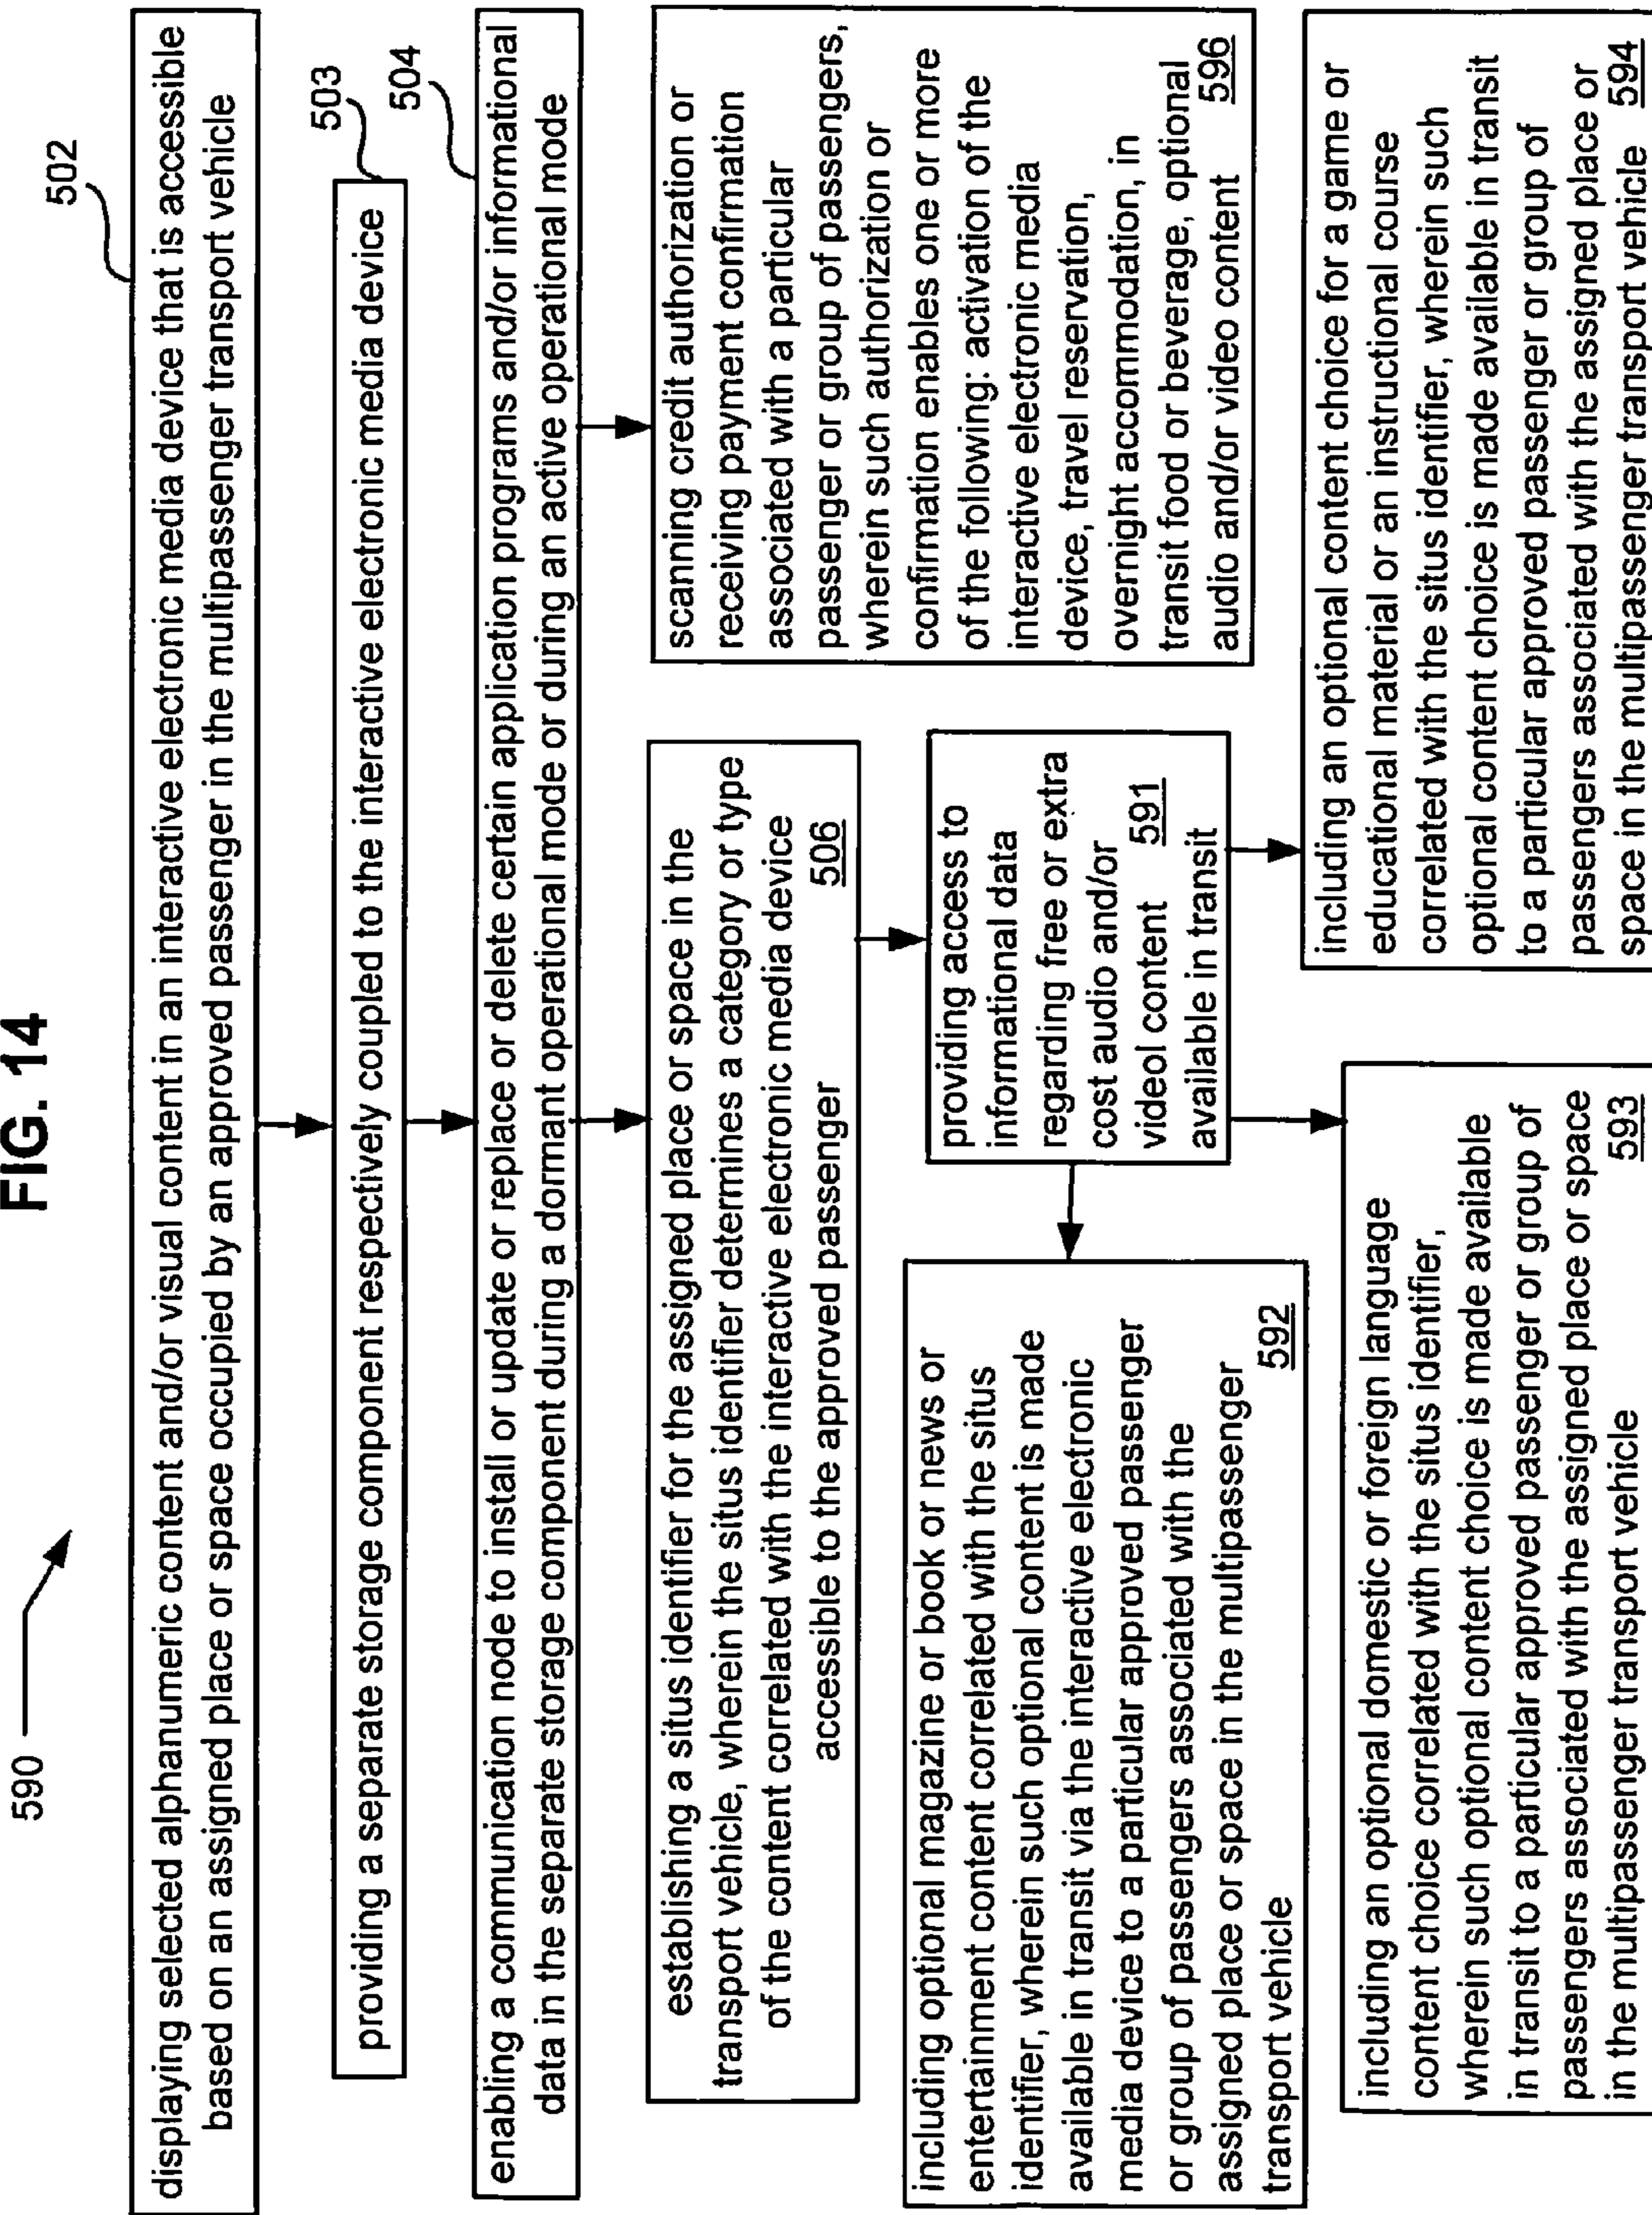 FIG. 14
590
502
displaying selected alphanumeric content and/or visual content in an interactive electronic media device that is accessible
based on an assigned place or space occupied by an approved passenger in the multipassenger transport vehicle
503
providing a separate storage component respectively coupled to the interactive electronic media device
504
enabling a communication node to install or update or replace or delete certain application programs and/or informational
data in the separate storage component during a dormant operational mode or during an active operational mode
establishing a situs identifier for the assigned place or space in the
transport vehicle, wherein the situs identifier determines a category or type
of the content correlated with the interactive electronic media device
accessible to the approved passenger 506
scanning credit authorization or
receiving payment confirmation
associated with a particular
passenger or group of passengers,
wherein such authorization or
confirmation enables one or more
of the following: activation of the
interactive electronic media
device, travel reservation,
overnight accommodation, in
transit food or beverage, optional
audio and/or video content 596
providing access to
informational data
regarding free or extra
cost audio and/or
videol content 591
available in transit
including optional magazine or book or news or
entertainment content correlated with the situs
identifier, wherein such optional content is made
available in transit via the interactive electronic
media device to a particular approved passenger
or group of passengers associated with the
assigned place or space in the multipassenger
transport vehicle 592
including an optional domestic or foreign language
content choice correlated with the situs identifier,
wherein such optional content choice is made available
in transit to a particular approved passenger or group of
passengers associated with the assigned place or space
in the multipassenger transport vehicle 593
including an optional content choice for a game or
educational material or an instructional course
correlated with the situs identifier, wherein such
optional content choice is made available in transit
to a particular approved passenger or group of
passengers associated with the assigned place or
space in the multipassenger transport vehicle 594